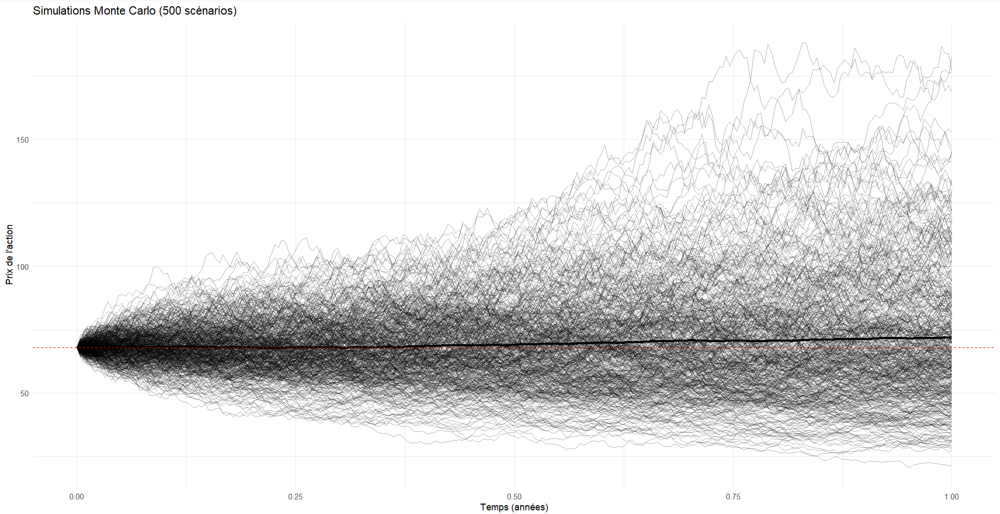 Simulations Monte Carlo (500 scénarios)
Prix de l'action
150
100
50
0.00
0.25
0.50
0.75
1.00
Temps (années)